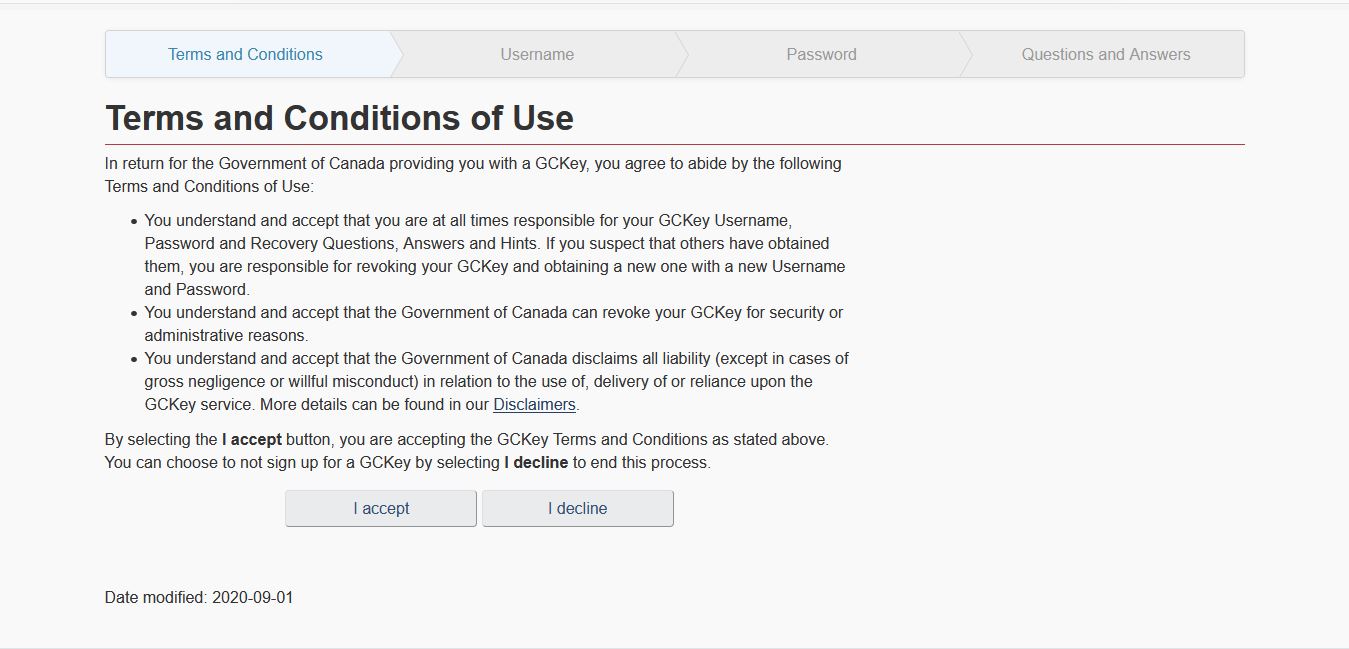 Terms and Conditions
Username
Password
Questions and Answers
Terms and Conditions of Use
In return for the Government of Canada providing you with a GCKey, you agree to abide by the following
Terms and Conditions of Use:
• You understand and accept that you are at all times responsible for your GCKey Username,
Password and Recovery Questions, Answers and Hints. If you suspect that others have obtained
them, you are responsible for revoking your GCKey and obtaining a new one with a new Username
and Password.
• You understand and accept that the Government of Canada can revoke your GCKey for security or
administrative reasons.
• You understand and accept that the Government of Canada disclaims all liability (except in cases of
gross negligence or willful misconduct) in relation to the use of, delivery of or reliance upon the
GCKey service. More details can be found in our Disclaimers.
By selecting the I accept button, you are accepting the GCKey Terms and Conditions as stated above.
You can choose to not sign up for a GCKey by selecting I decline to end this process.
I accept
I decline
Date modified: 2020-09-01